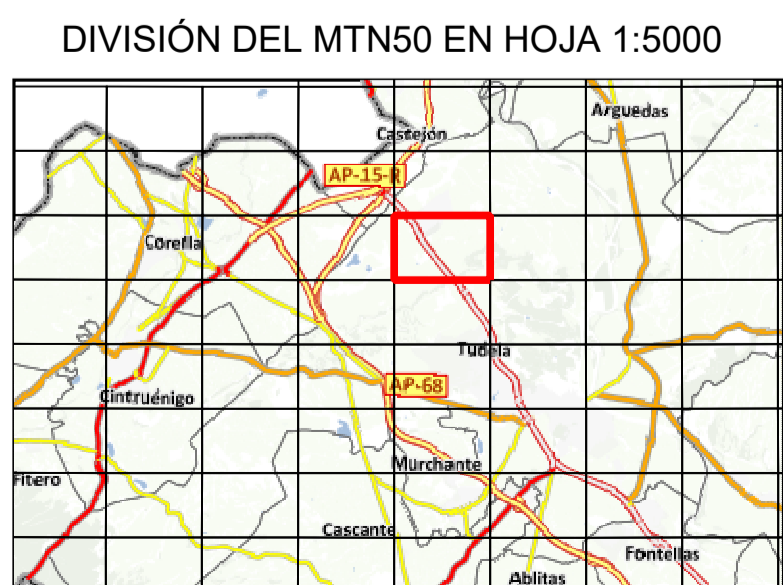 DIVISIÓN DEL MTN50 EN HOJA 1:5000
Arguedas
Castejón
AP-15-R
Corella
Tudela
AP-68
Cintruénigo
Murchante
Fitero
Cascante
Fontellas
Ablitas